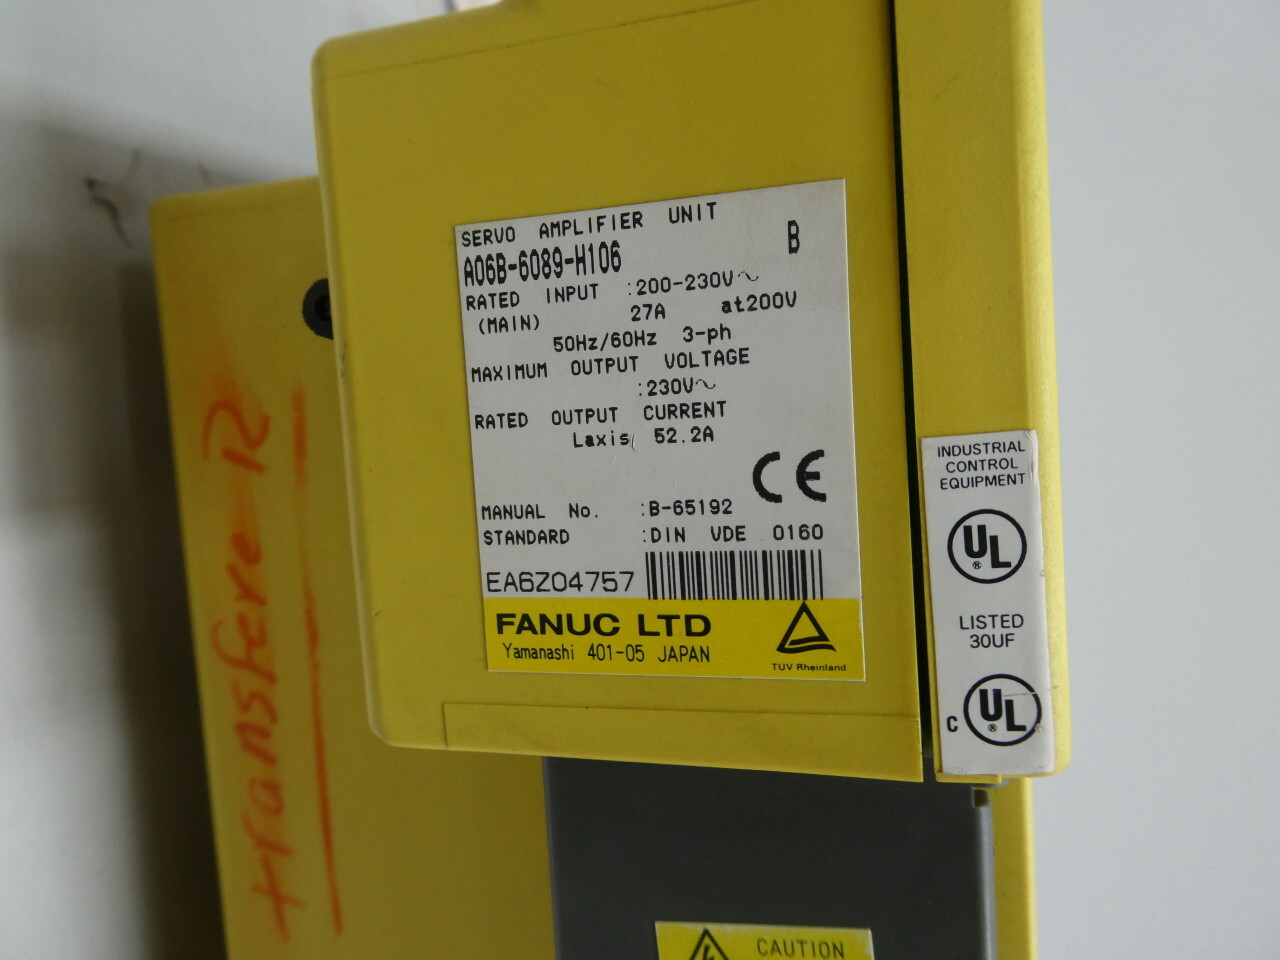 SERVO AMPLIFIER UNIT
A06B-6089-H106 B
RATED INPUT :200-230V~
(MAIN) 27A at200V
50Hz/60Hz 3-ph
MAXIMUM OUTPUT VOLTAGE
:230V~
RATED OUTPUT CURRENT
Laxis 52.2A
CE
MANUAL No. :B-65192
STANDARD :DIN VDE 0160
EA6Z04757
FANUC LTD
Yamanashi 401-05 JAPAN
TUV Rheinland
INDUSTRIAL
CONTROL
EQUIPMENT
UL
®
LISTED
30UF
C UL
®
transfere R
CAUTION